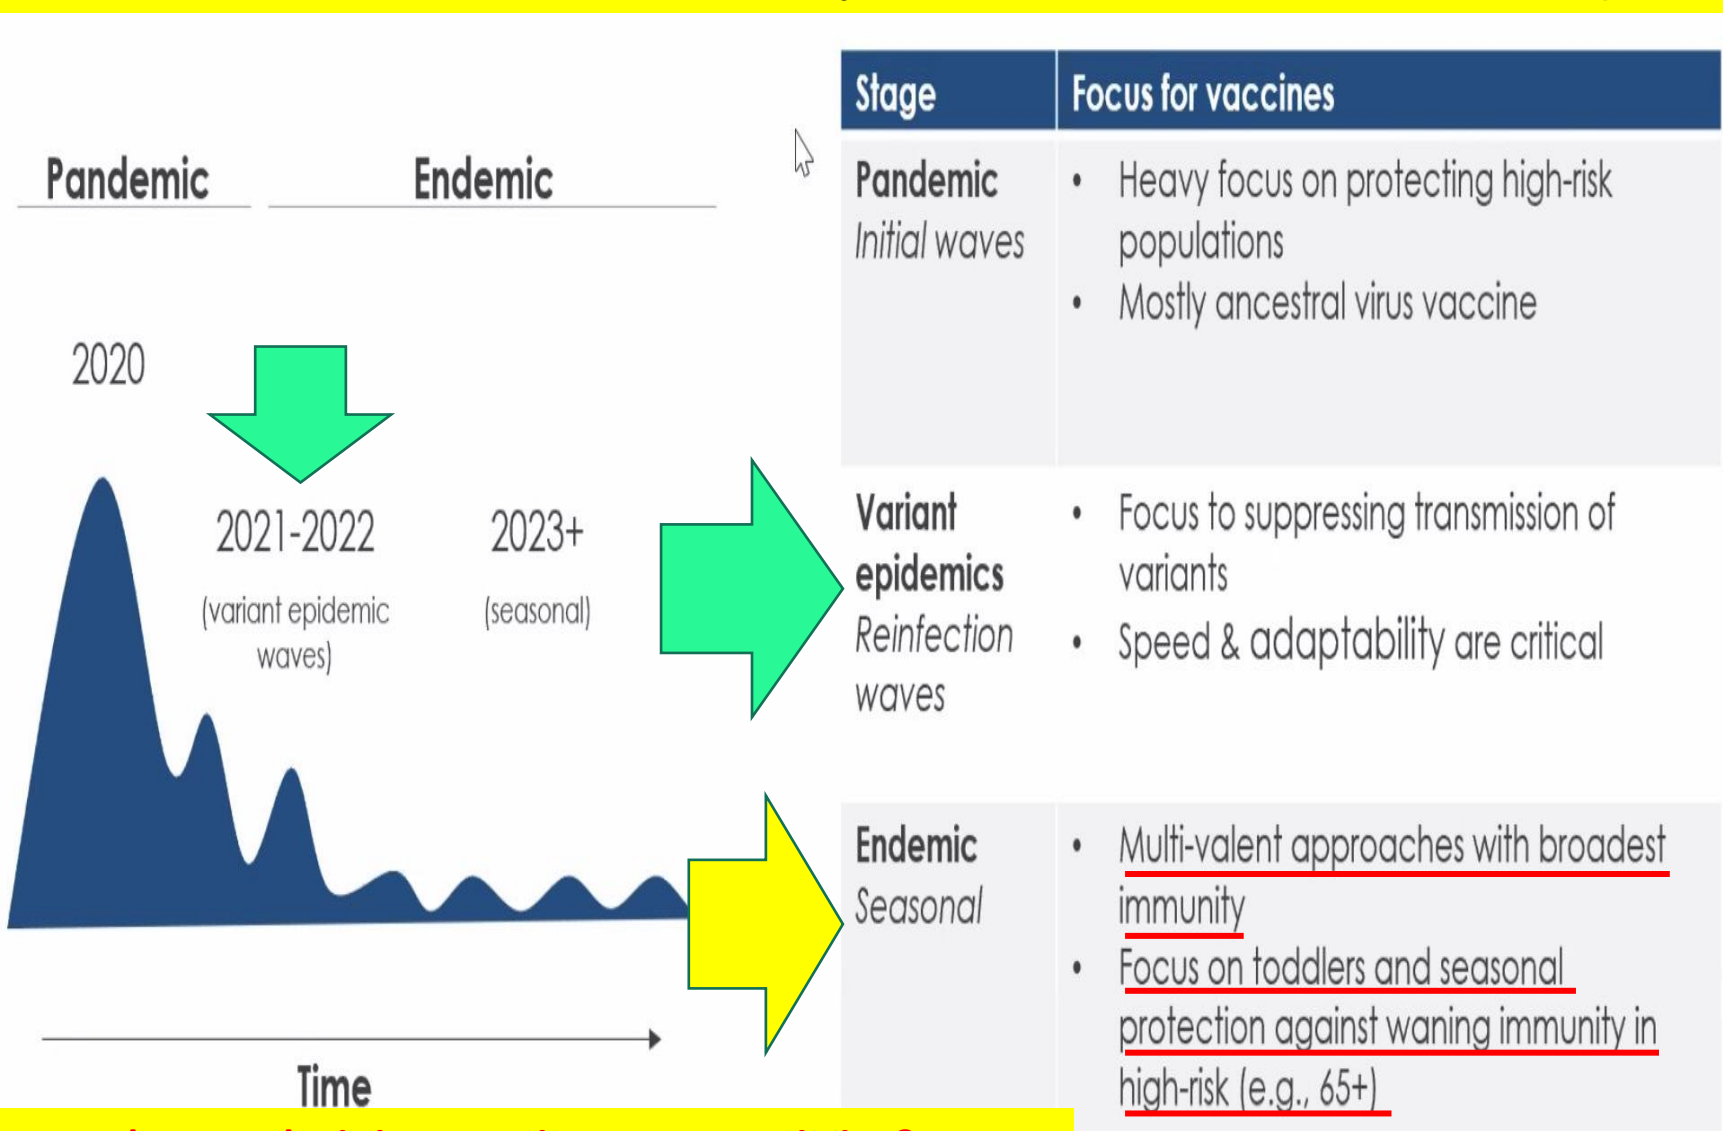 Stage
Focus for vaccines
Pandemic
Endemic
Pandemic
Initial waves
• Heavy focus on protecting high-risk
populations
• Mostly ancestral virus vaccine
2020
2021-2022
(variant epidemic
waves)
2023+
(seasonal)
Variant
epidemics
Reinfection
waves
• Focus to suppressing transmission of
variants
• Speed & adaptability are critical
Endemic
Seasonal
• Multi-valent approaches with broadest
immunity
• Focus on toddlers and seasonal
protection against waning immunity in
high-risk (e.g., 65+)
Time